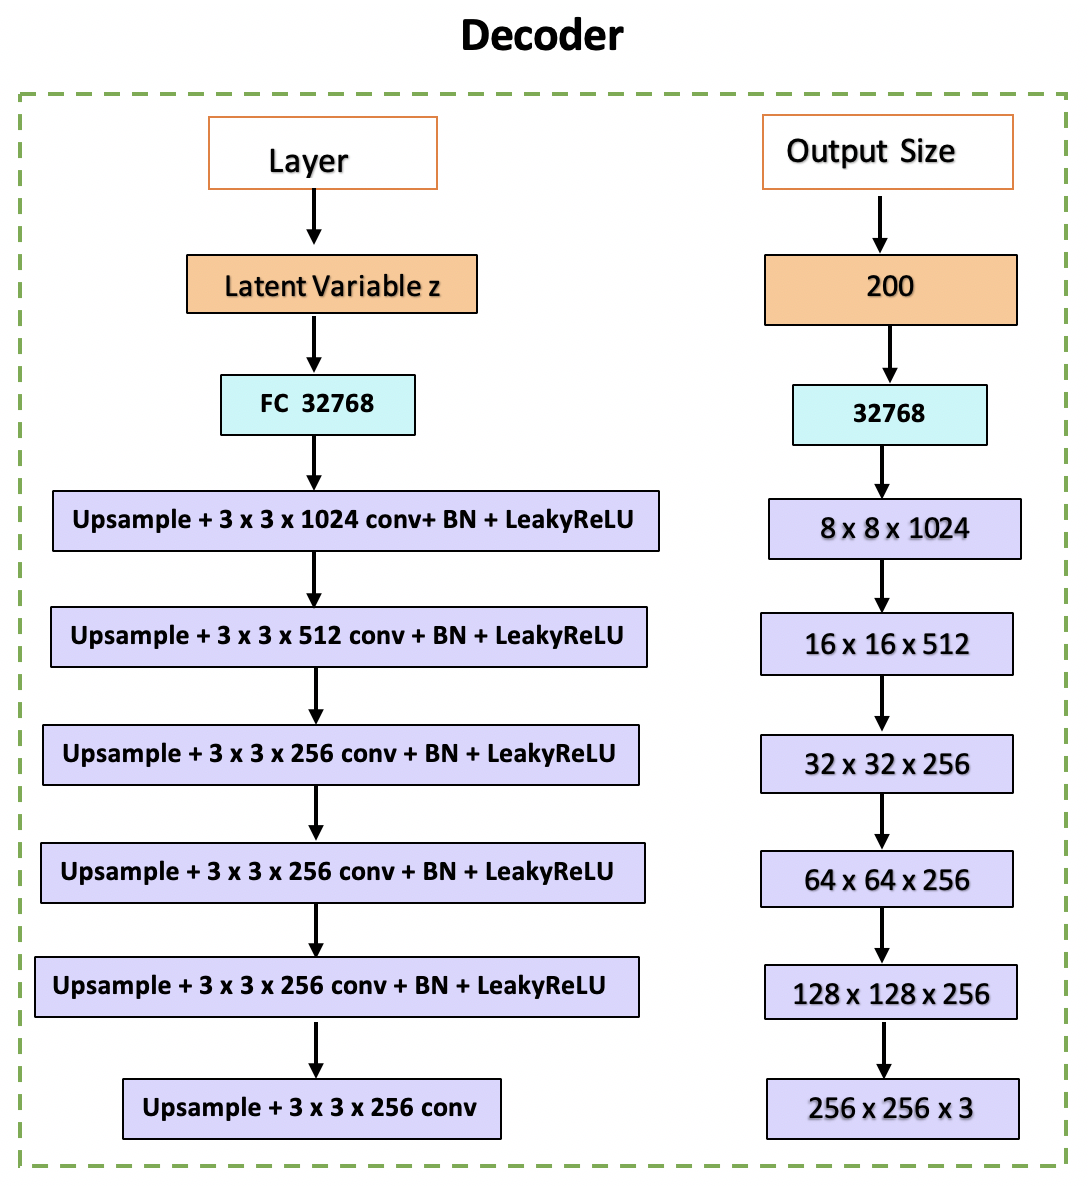 Decoder
Layer
Output Size
Latent Variable z
200
FC 32768
32768
Upsample + 3 x 3 x 1024 conv+ BN + LeakyReLU
8 x 8 x 1024
Upsample + 3 x 3 x 512 conv + BN + LeakyReLU
16 x 16 x 512
Upsample + 3 x 3 x 256 conv + BN + LeakyReLU
32 x 32 x 256
Upsample + 3 x 3 x 256 conv + BN + LeakyReLU
64 x 64 x 256
Upsample + 3 x 3 x 256 conv + BN + LeakyReLU
128 x 128 x 256
Upsample + 3 x 3 x 256 conv
256 x 256 x 3